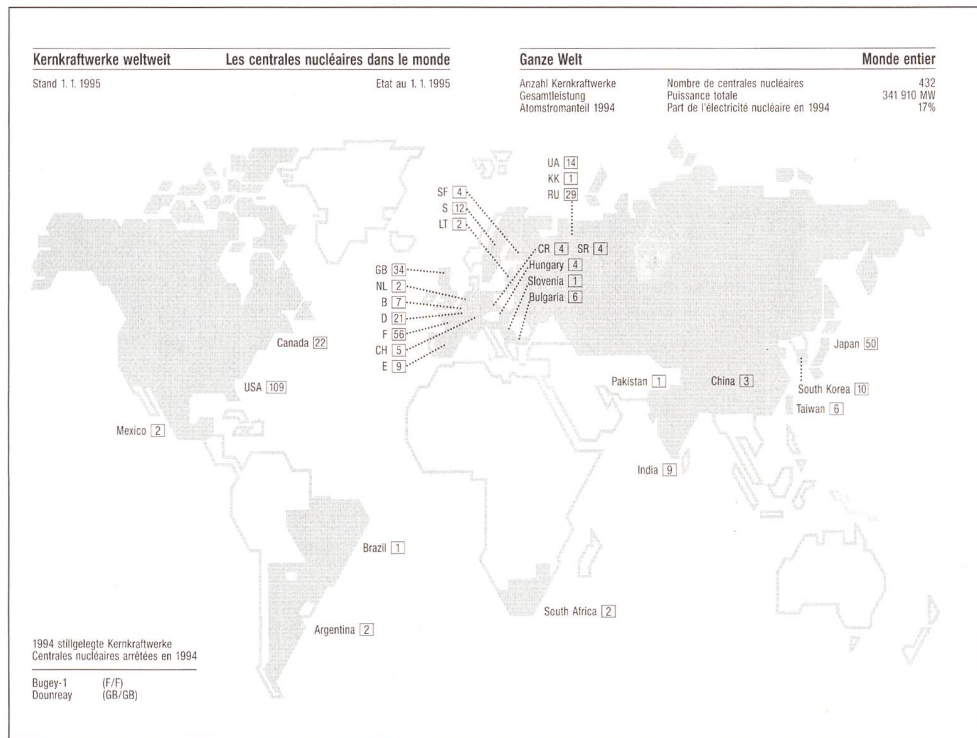 Kernkraftwerke weltweit Les centrales nucléaires dans le monde
Stand 1. 1. 1995 Etat au 1. 1. 1995
Ganze Welt Monde entier
Anzahl Kernkraftwerke Nombre de centrales nucléaires 432
Gesamtleistung Puissance totale 341 910 MW
Atomstromanteil 1994 Part de l'électricité nucléaire en 1994 17%
UA 14
KK 1
RU 29
SF 4
S 12
LT 2
CR 4 SR 4
Hungary 4
Slovenia 1
Bulgaria 6
GB 34
NL 2
B 7
D 21
F 56
CH 5
E 9
Canada 22
USA 109
Mexico 2
Pakistan 1
China 3
Japan 50
South Korea 10
Taiwan 6
India 9
Brazil 1
South Africa 2
Argentina 2
1994 stillgelegte Kernkraftwerke
Centrales nucléaires arrêtées en 1994
Bugey-1 (F/F)
Dounreay (GB/GB)